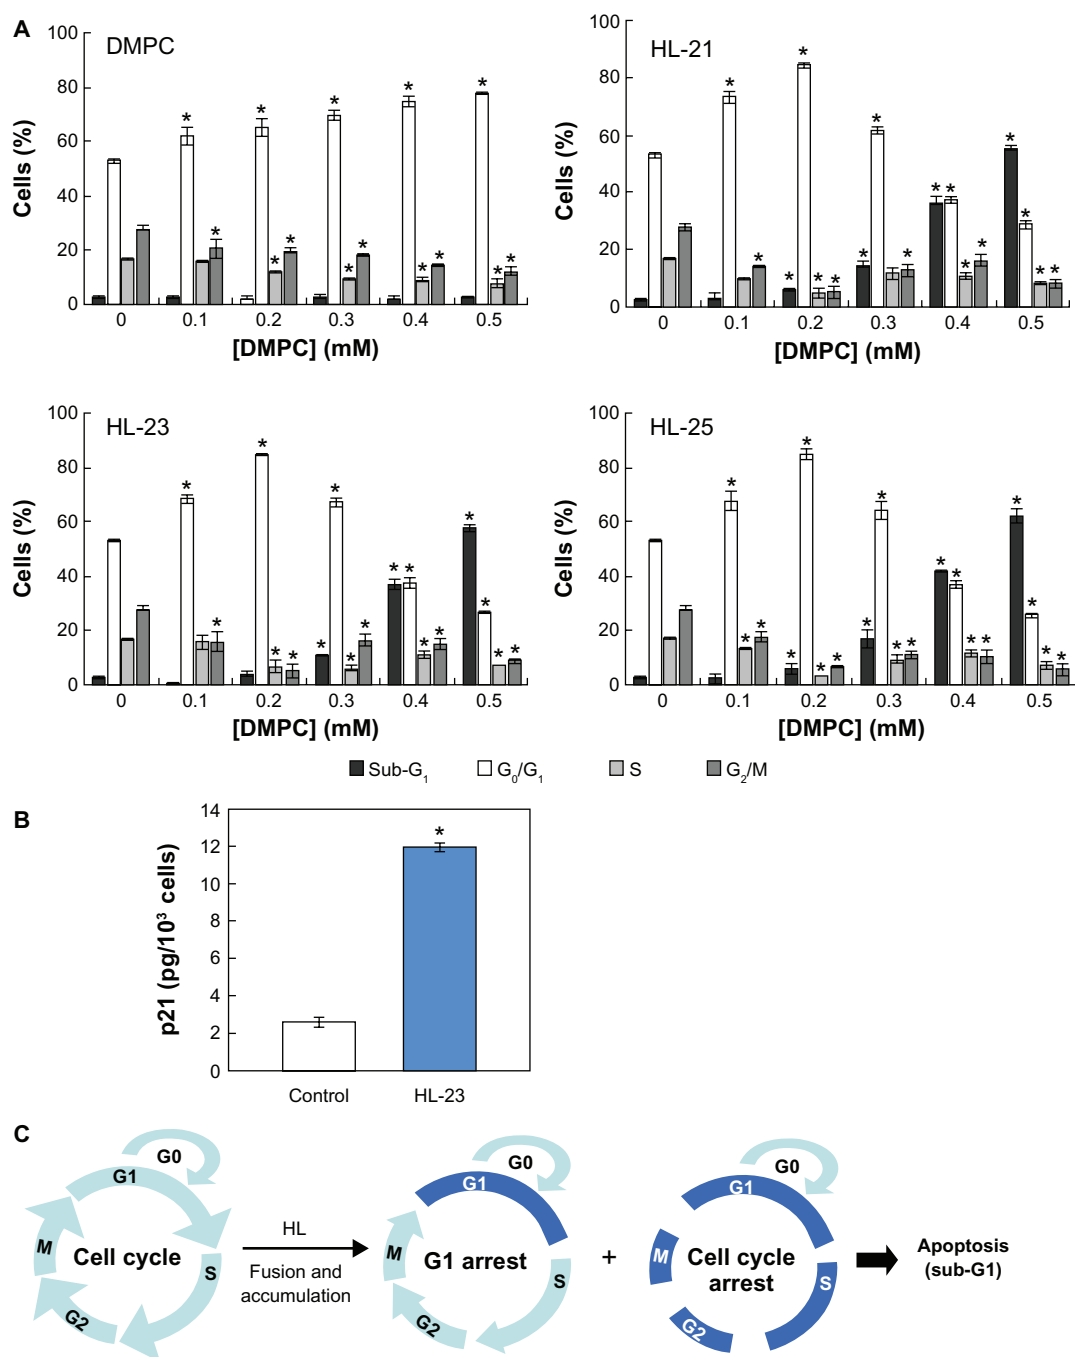 A
DMPC
100
80
60
40
20
0
Cells (%)
* * * * *
* * * * * * * * *
0 0.1 0.2 0.3 0.4 0.5
[DMPC] (mM)
HL-21
100
80
60
40
20
0
Cells (%)
0 0.1 0.2 0.3 0.4 0.5
[DMPC] (mM)
HL-23
100
80
60
40
20
0
Cells (%)
0 0.1 0.2 0.3 0.4 0.5
[DMPC] (mM)
HL-25
100
80
60
40
20
0
Cells (%)
0 0.1 0.2 0.3 0.4 0.5
[DMPC] (mM)
Sub-G1 G0/G1 S G2/M
B
14
12
10
8
6
4
2
0
p21 (pg/10³ cells)
*
Control HL-23
C
G0
G1
S
G2
M
Cell cycle
HL
Fusion and
accumulation
G0
G1
S
G2
M
G1 arrest
+
G0
G1
S
G2
M
Cell cycle
arrest
Apoptosis
(sub-G1)